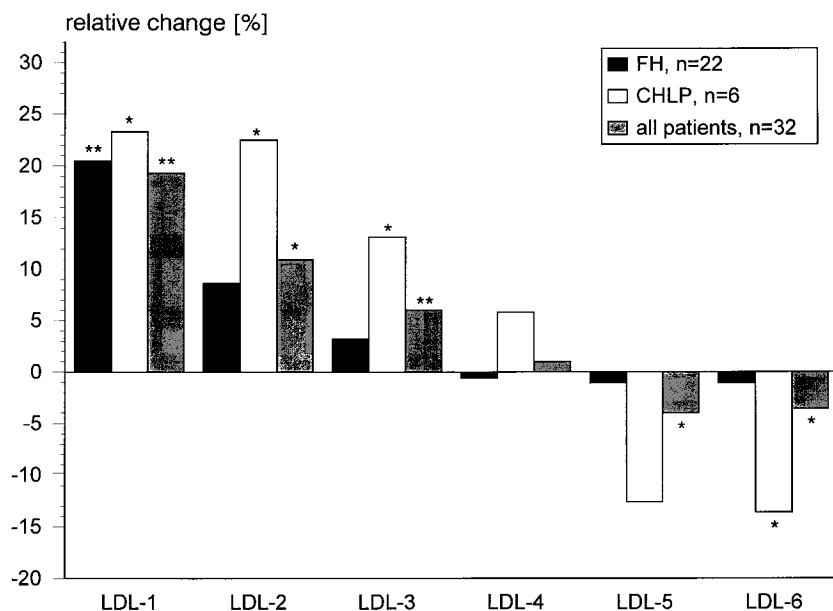 relative change [%]
30
25
20
15
10
5
0
-5
-10
-15
-20
FH, n=22
CHLP, n=6
all patients, n=32
** * **
* *
* **
*
* *
LDL-1 LDL-2 LDL-3 LDL-4 LDL-5 LDL-6